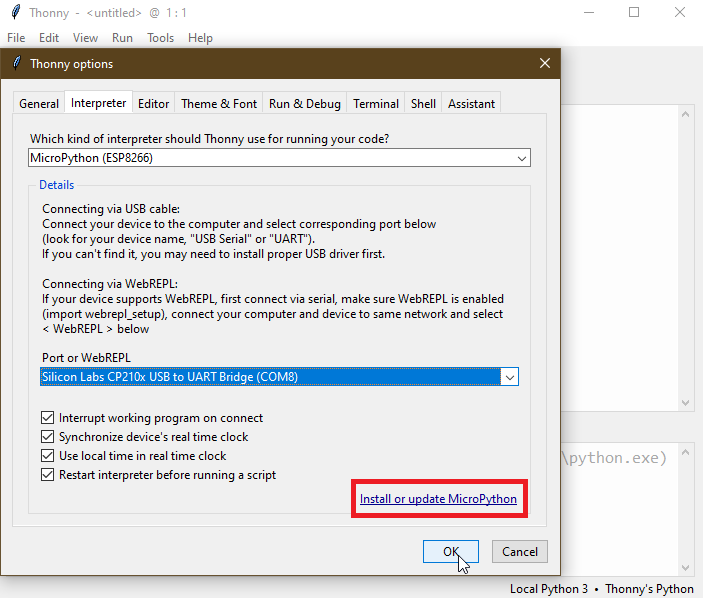 Thonny - <untitled> @ 1:1
File Edit View Run Tools Help
Thonny options
General Interpreter Editor Theme & Font Run & Debug Terminal Shell Assistant
Which kind of interpreter should Thonny use for running your code?
MicroPython (ESP8266)
Details
Connecting via USB cable:
Connect your device to the computer and select corresponding port below
(look for your device name, "USB Serial" or "UART").
If you can't find it, you may need to install proper USB driver first.
Connecting via WebREPL:
If your device supports WebREPL, first connect via serial, make sure WebREPL is enabled
(import webrepl_setup), connect your computer and device to same network and select
< WebREPL > below
Port or WebREPL
Silicon Labs CP210x USB to UART Bridge (COM8)
Interrupt working program on connect
Synchronize device's real time clock
Use local time in real time clock
Restart interpreter before running a script
\python.exe)
Install or update MicroPython
OK Cancel
Local Python 3 • Thonny's Python